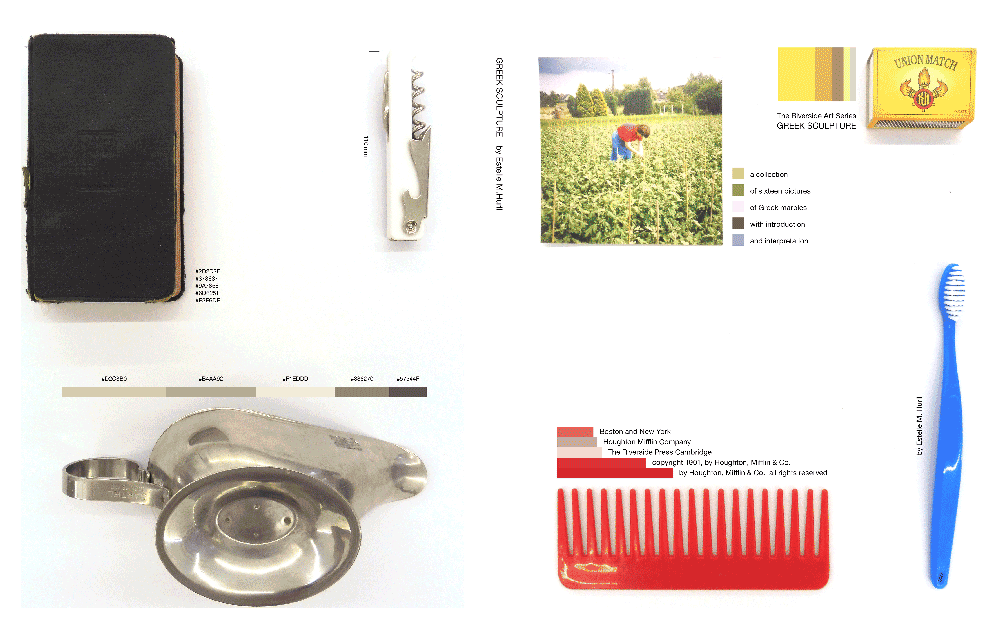 110mm
GREEK SCULPTURE by Estelle M. Hurll
UNION MATCH
The Riverside Art Series
GREEK SCULPTURE
a collection
of sixteen pictures
of Greek marbles
with introduction
and interpretation
#F1EDDD
by Estelle M. Hurll
Boston and New York
Houghton Mifflin Company
The Riverside Press Cambridge
copyright 1901, by Houghton, Mifflin & Co.
by Houghton, Mifflin & Co. all rights reserved